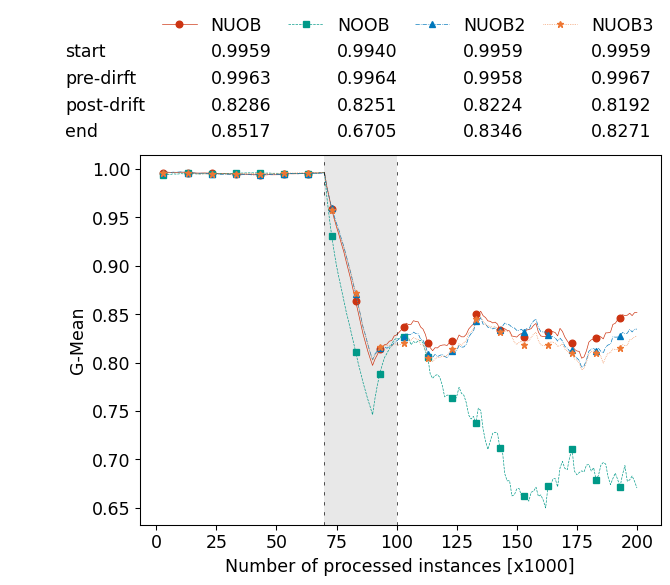 NUOB NOOB NUOB2 NUOB3
start 0.9959 0.9940 0.9959 0.9959
pre-dirft 0.9963 0.9964 0.9958 0.9967
post-drift 0.8286 0.8251 0.8224 0.8192
end 0.8517 0.6705 0.8346 0.8271
1.00
0.95
0.90
0.85
0.80
0.75
0.70
0.65
G-Mean
0 25 50 75 100 125 150 175 200
Number of processed instances [x1000]